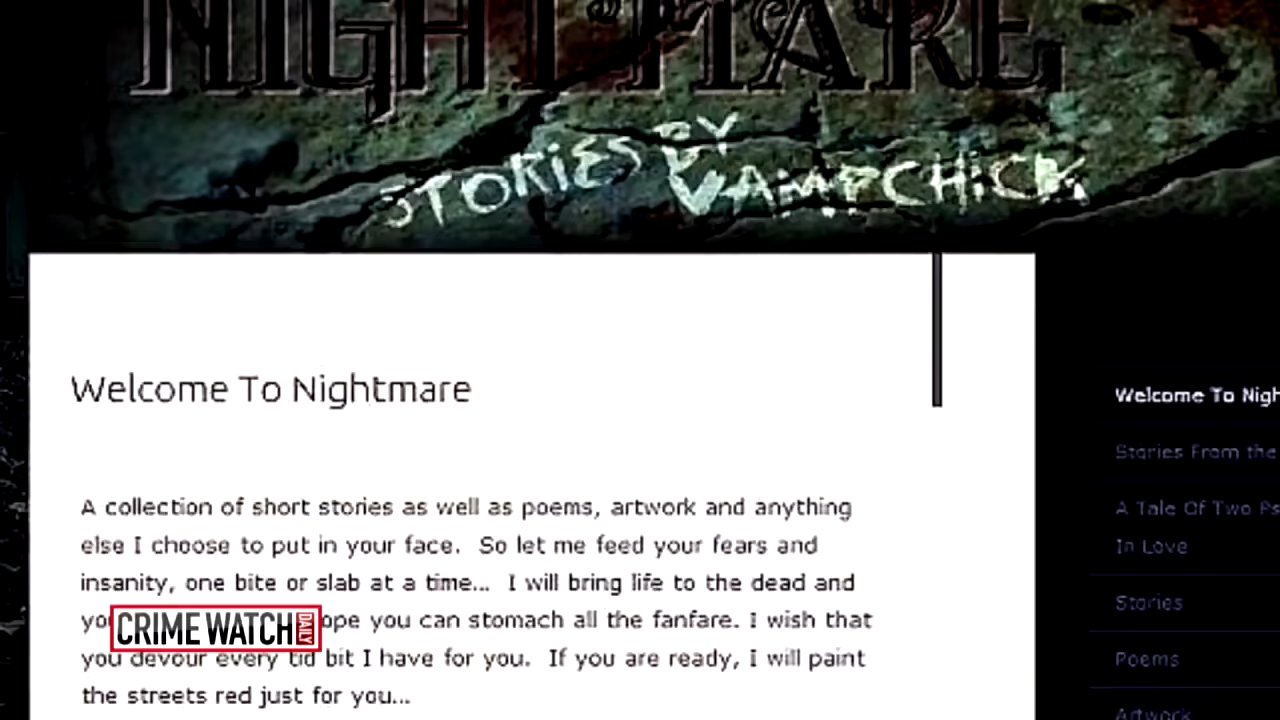 NIGHTMARE
STORIES BY
VAMPCHICK
Welcome To Nightmare
A collection of short stories as well as poems, artwork and anything
else I choose to put in your face.  So let me feed your fears and
insanity, one bite or slab at a time...  I will bring life to the dead and
you can stomach all the fanfare. I wish that
you devour every tid bit I have for you.  If you are ready, I will paint
the streets red just for you...
CRIME WATCH
DAILY
Welcome To
Stories From the
A Tale Of Two
In Love
Stories
Poems
Artwork